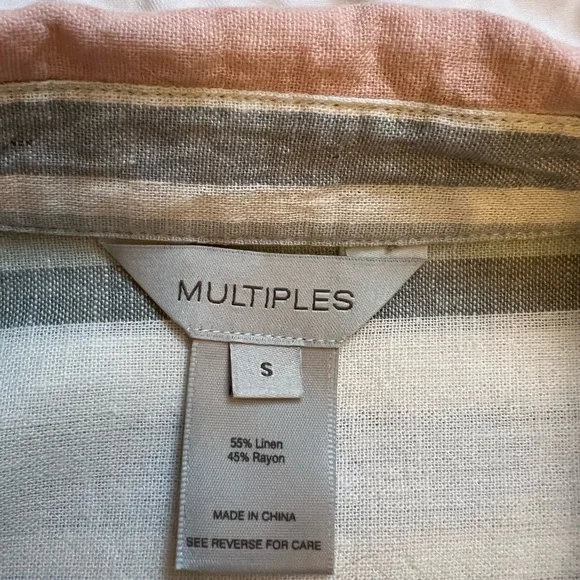 MULTIPLES
S
55% Linen
45% Rayon
MADE IN CHINA
SEE REVERSE FOR CARE